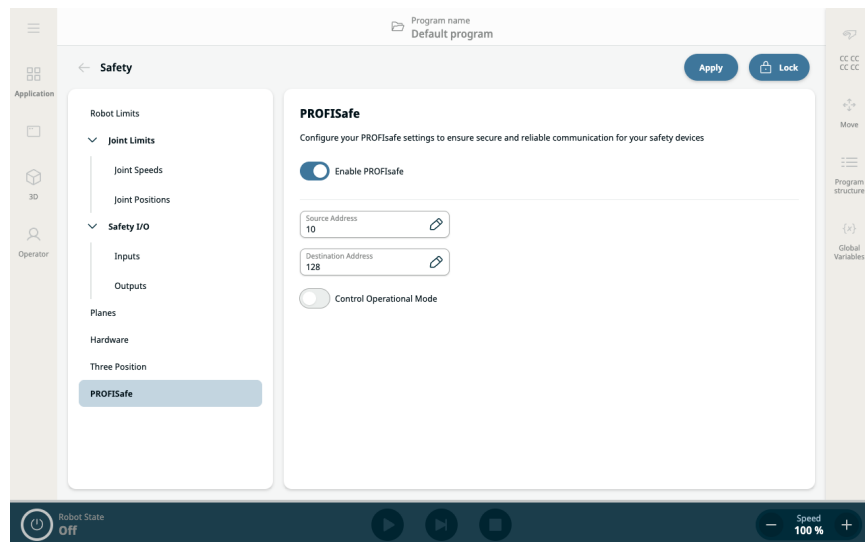 Program name
Default program
Safety
Apply
Lock
Application
3D
Operator
Robot Limits
Joint Limits
Joint Speeds
Joint Positions
Safety I/O
Inputs
Outputs
Planes
Hardware
Three Position
PROFISafe
PROFISafe
Configure your PROFIsafe settings to ensure secure and reliable communication for your safety devices
Enable PROFIsafe
Source Address
10
Destination Address
128
Control Operational Mode
CC CC
CC CC
Move
Program
structure
Global
Variables
Robot State
Off
Speed
100 %